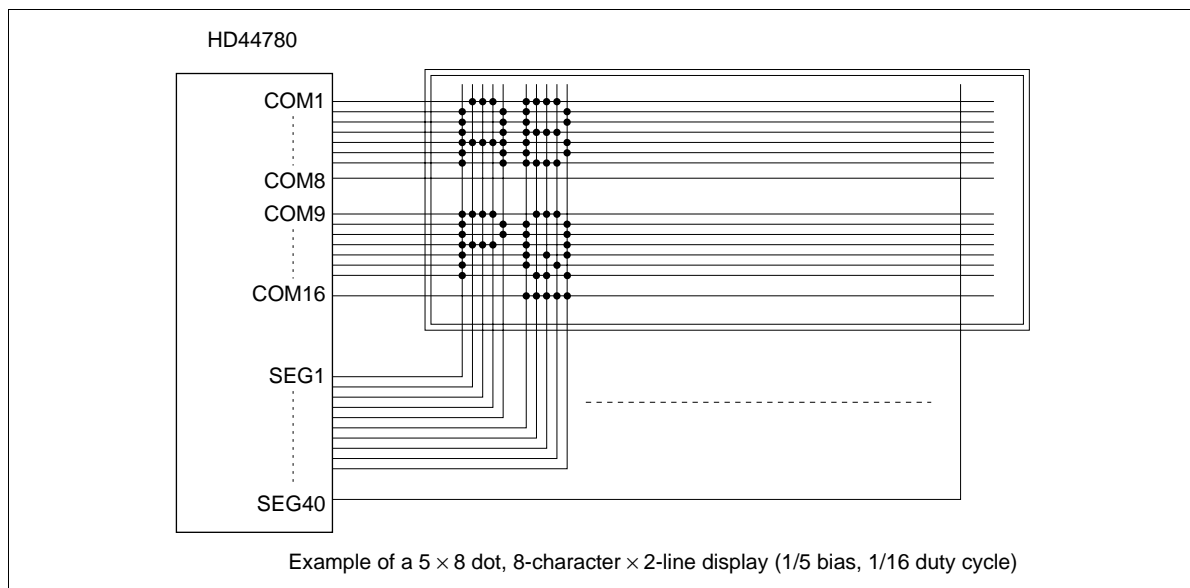 HD44780
COM1
COM8
COM9
COM16
SEG1
SEG40
Example of a 5 × 8 dot, 8-character × 2-line display (1/5 bias, 1/16 duty cycle)